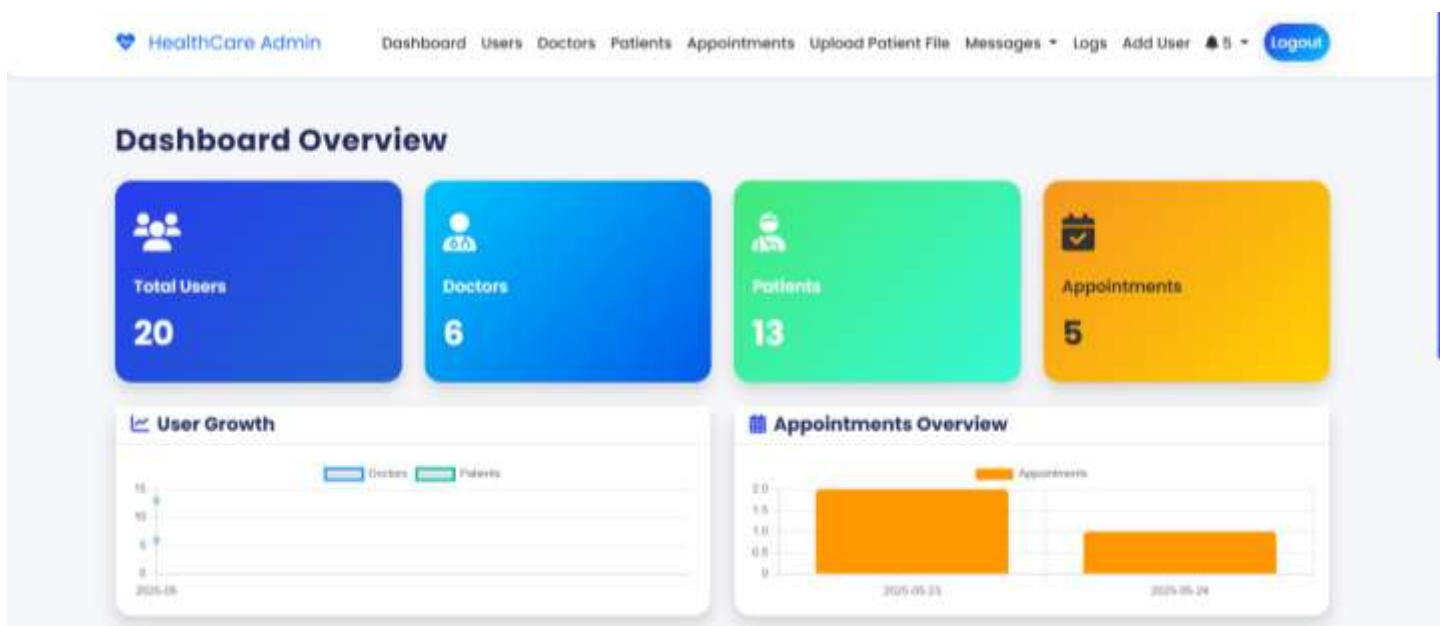 HealthCare Admin Dashboard Users Doctors Patients Appointments Upload Patient File Messages Logs Add User 5 Logout
Dashboard Overview
Total Users
20
Doctors
6
Patients
13
Appointments
5
User Growth
Doctors Patients
15
10
5
0
2025-05
Appointments Overview
Appointments
2.0
1.5
1.0
0.5
0
2025-05-23 2025-05-24